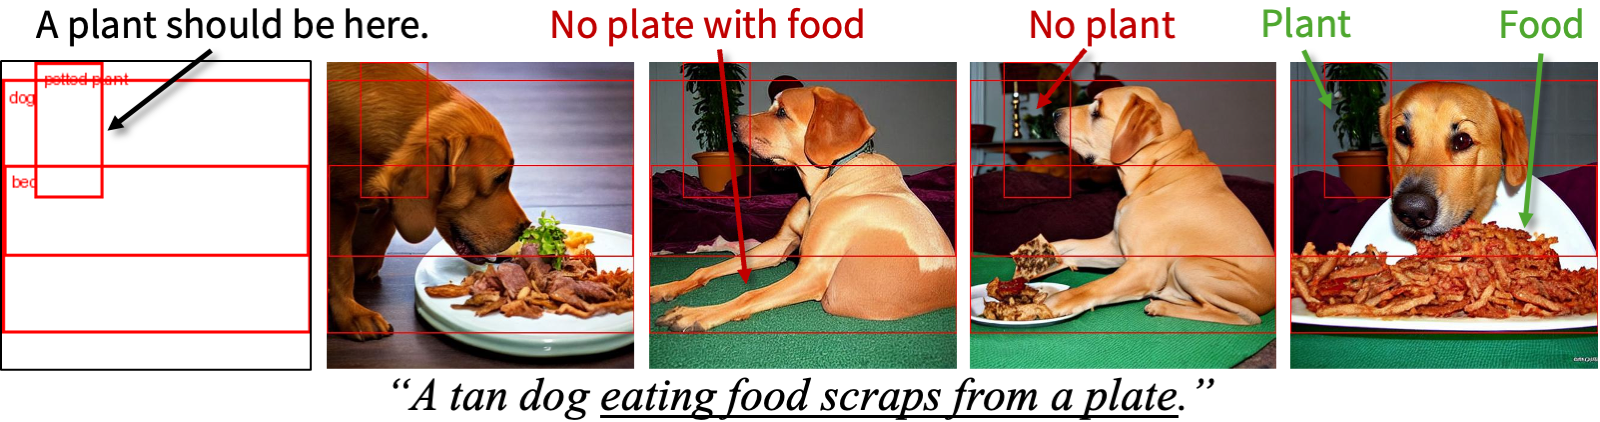 A plant should be here.
No plate with food
No plant
Plant
Food
potted plant
dog
bed
“A tan dog eating food scraps from a plate.”